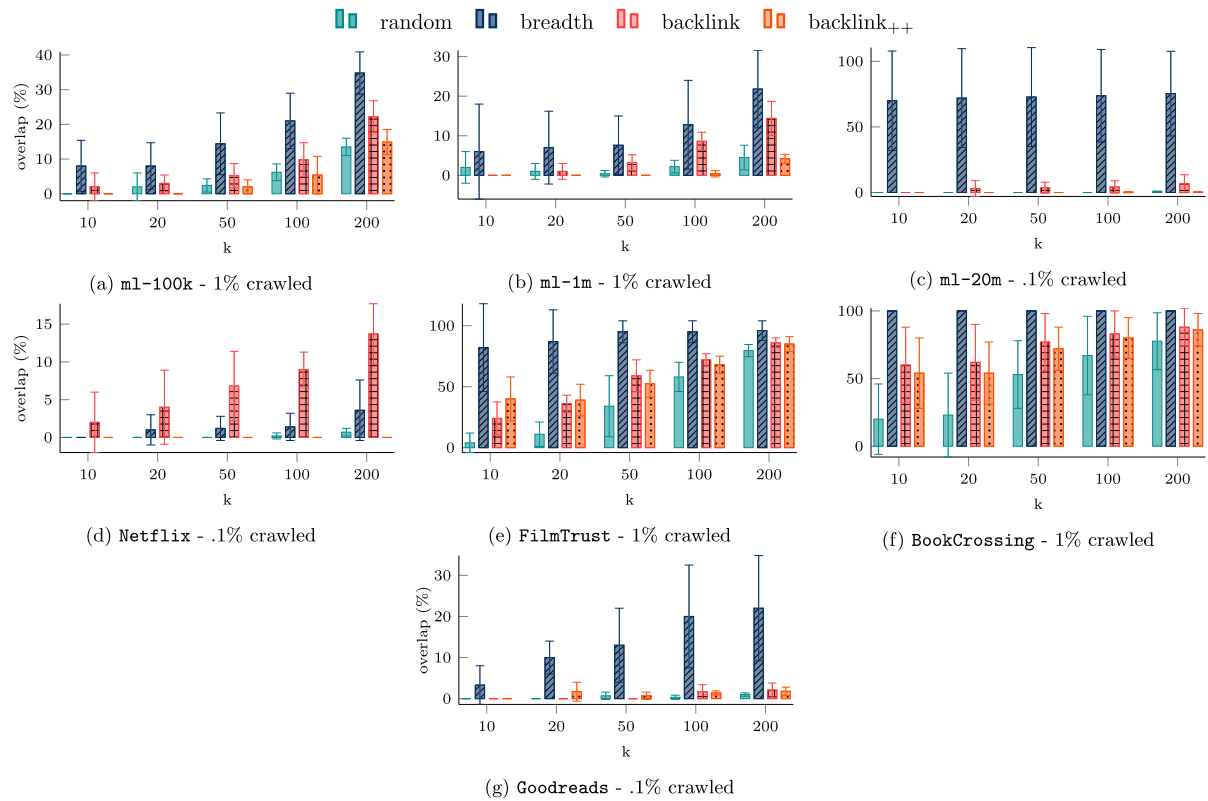 random breadth backlink backlink++
overlap (%)
40
30
20
10
0
10 20 50 100 200
k
(a) ml-100k - 1% crawled
30
20
10
0
10 20 50 100 200
k
(b) ml-1m - 1% crawled
100
50
0
10 20 50 100 200
k
(c) ml-20m - .1% crawled
overlap (%)
15
10
5
0
10 20 50 100 200
k
(d) Netflix - .1% crawled
100
50
0
10 20 50 100 200
k
(e) FilmTrust - 1% crawled
100
50
0
10 20 50 100 200
k
(f) BookCrossing - 1% crawled
overlap (%)
30
20
10
0
10 20 50 100 200
k
(g) Goodreads - .1% crawled